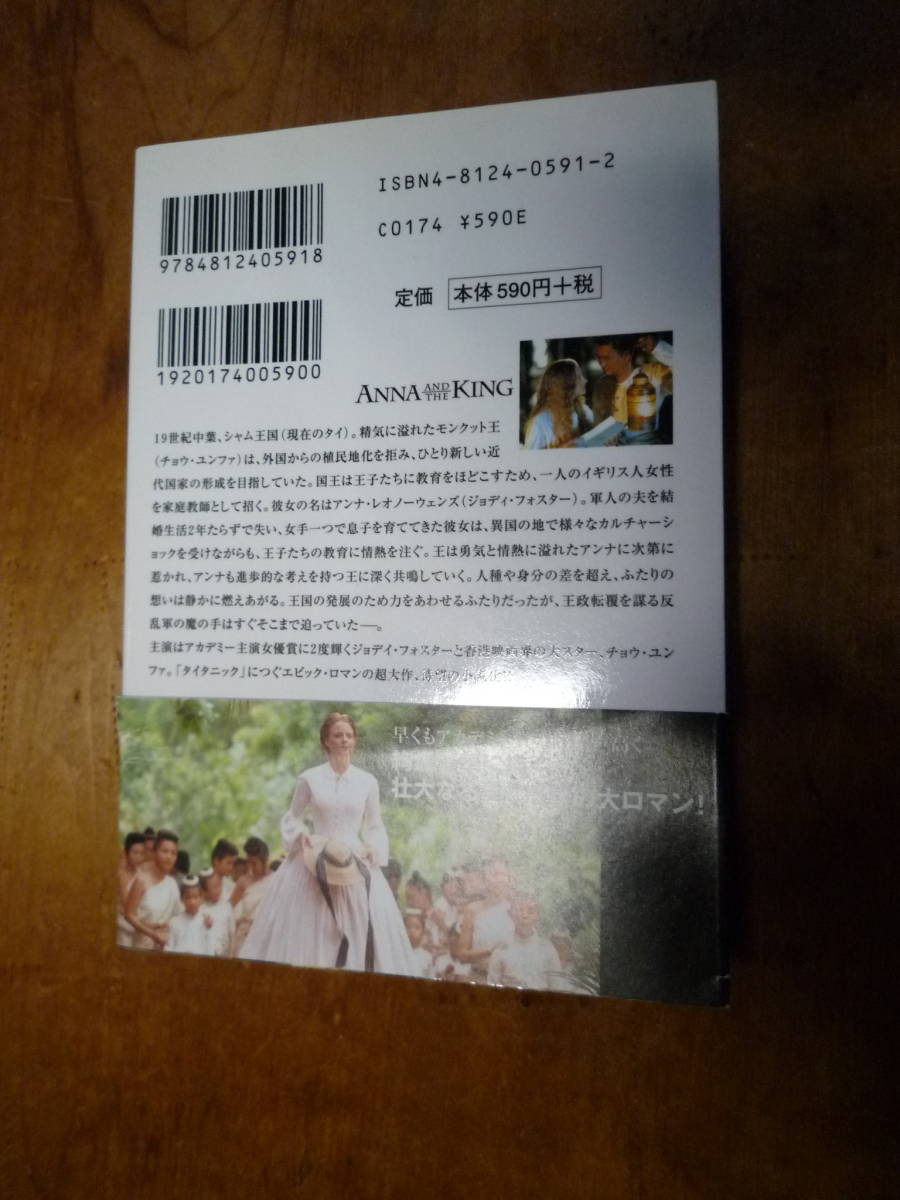 ISBN4-8124-0591-2
C0174 ¥590E
9784812405918
定価 本体590円+税
1920174005900
ANNA AND THE KING
19世紀中葉、シャム王国(現在のタイ)。精気に溢れたモンクット王
(チョウ・ユンファ)は、外国からの植民地化を拒み、ひとり新しい近
代国家の形成を目指していた。国王は王子たちに教育をほどこすため、一人のイギリス人女性
を家庭教師として招く。彼女の名はアンナ・レオノーウェンズ(ジョディ・フォスター)。軍人の夫を結
婚生活2年たらずで失い、女手一つで息子を育ててきた彼女は、異国の地で様々なカルチャーシ
ョックを受けながらも、王子たちの教育に情熱を注ぐ。王は勇気と情熱に溢れたアンナに次第に
惹かれ、アンナも進歩的な考えを持つ王に深く共鳴していく。人種や身分の差を超え、ふたりの
想いは静かに燃えあがる。王国の発展のため力をあわせるふたりだったが、王政転覆を謀る反
乱軍の魔の手はすぐそこまで迫っていた―。
主演はアカデミー主演女優賞に2度輝くジョディ・フォスターと香港映画界の大スター、チョウ・ユン
ファ。「タイタニック」につぐエピック・ロマンの超大作、待望の小説化
早くもアカデミ
壮大なる 大ロマン!